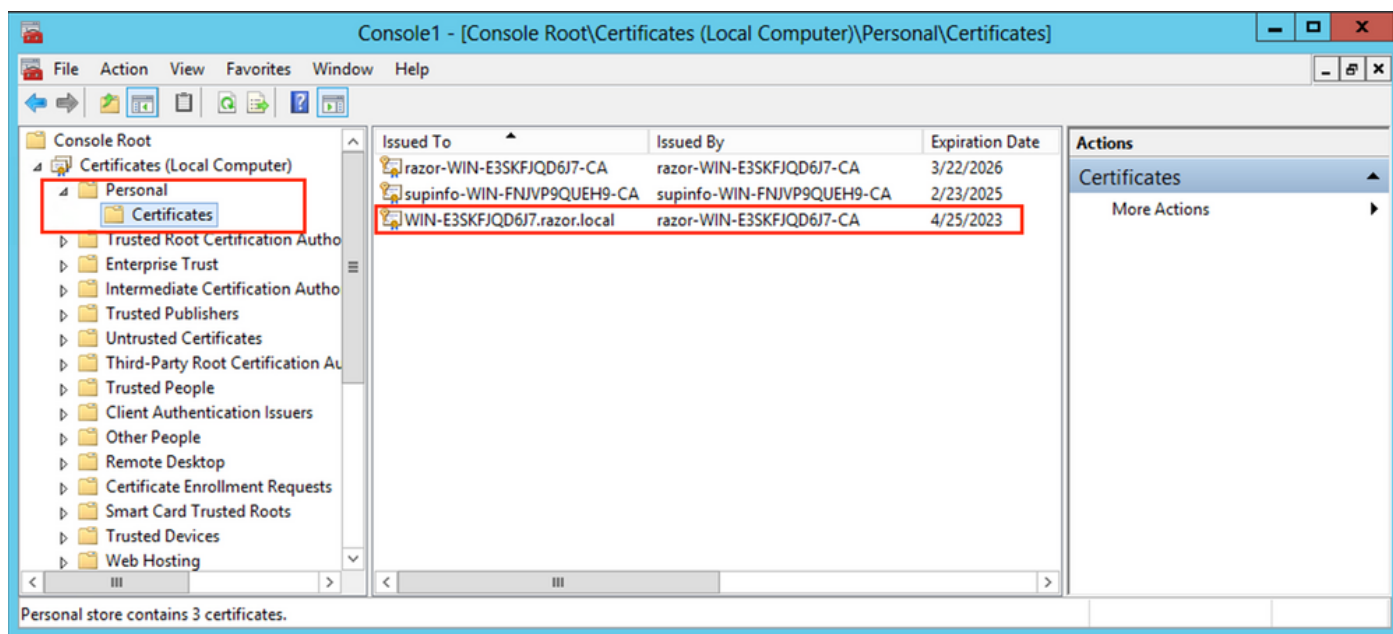 Console1 - [Console Root\Certificates (Local Computer)\Personal\Certificates]
File Action View Favorites Window Help
Console Root
Certificates (Local Computer)
Personal
Certificates
Trusted Root Certification Autho
Enterprise Trust
Intermediate Certification Autho
Trusted Publishers
Untrusted Certificates
Third-Party Root Certification Au
Trusted People
Client Authentication Issuers
Other People
Remote Desktop
Certificate Enrollment Requests
Smart Card Trusted Roots
Trusted Devices
Web Hosting
Issued To Issued By Expiration Date
razor-WIN-E3SKFJQD6J7-CA razor-WIN-E3SKFJQD6J7-CA 3/22/2026
supinfo-WIN-FNJVP9QUEH9-CA supinfo-WIN-FNJVP9QUEH9-CA 2/23/2025
WIN-E3SKFJQD6J7.razor.local razor-WIN-E3SKFJQD6J7-CA 4/25/2023
Actions
Certificates
More Actions
Personal store contains 3 certificates.